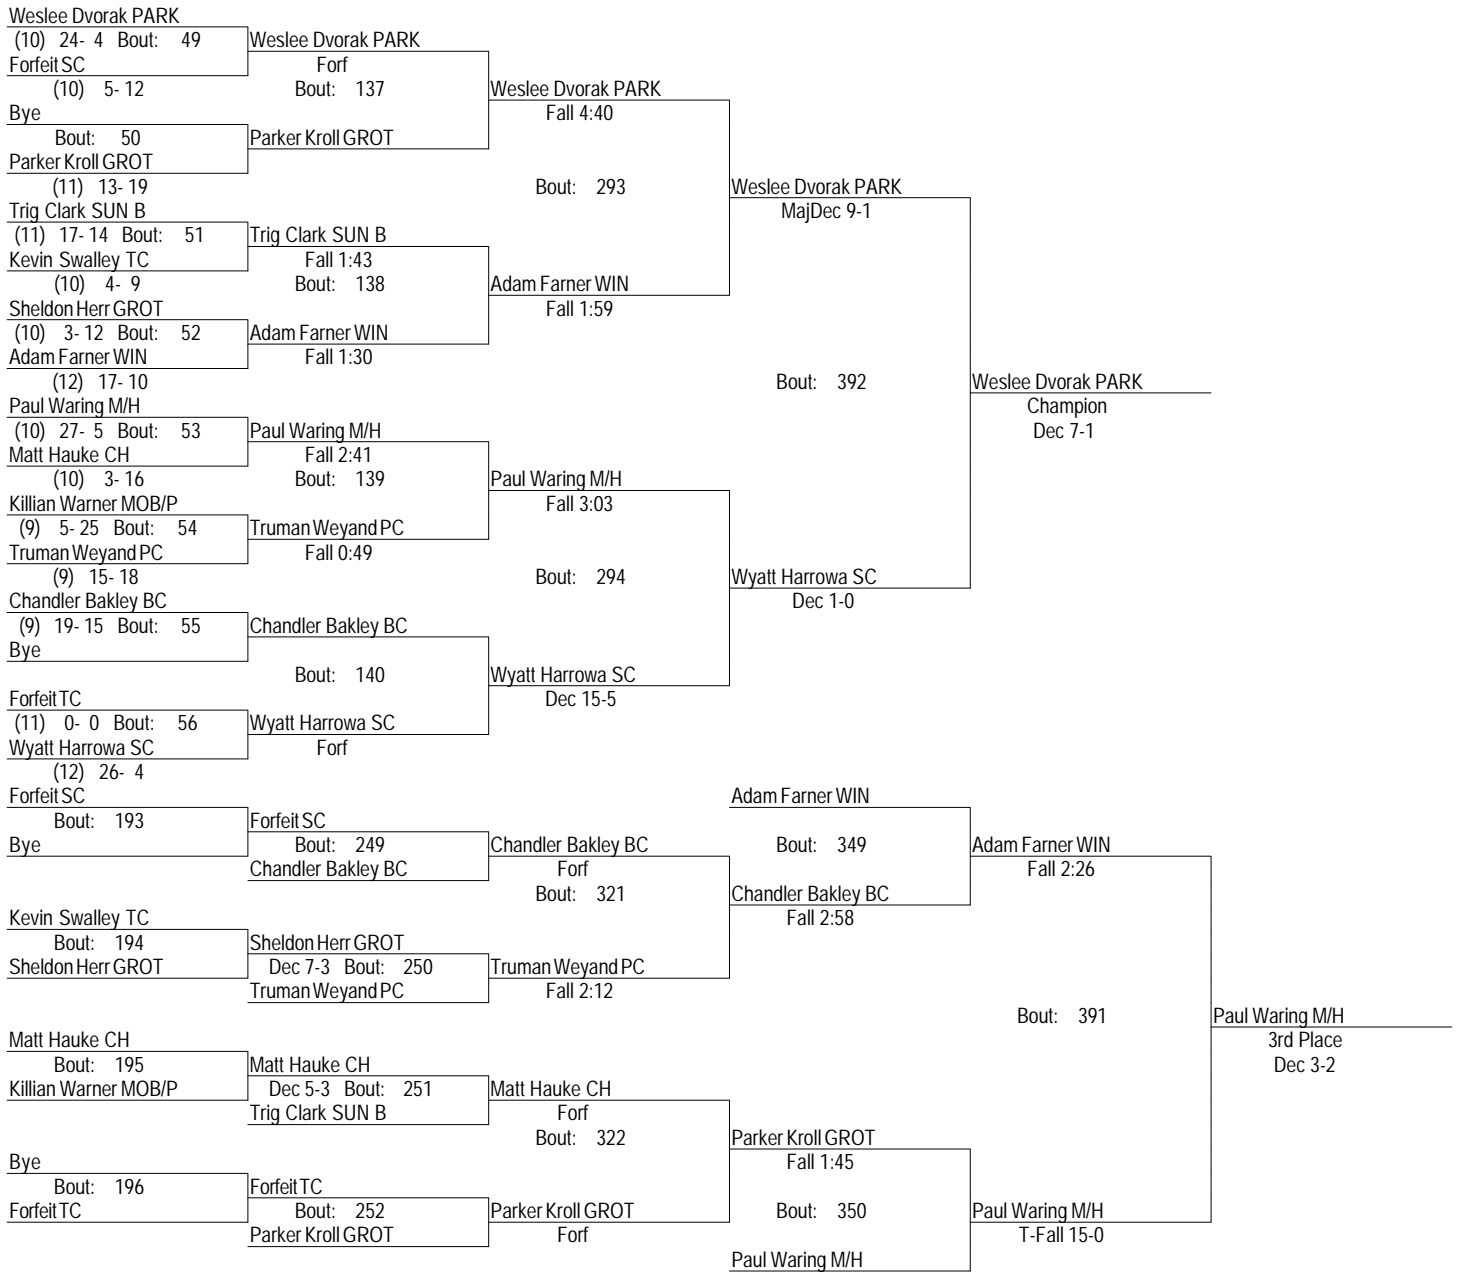 Weslee Dvorak PARK
(10) 24- 4 Bout: 49
Forfeit SC
(10) 5- 12
Bye
Bout: 50
Parker Kroll GROT
(11) 13- 19
Trig Clark SUN B
(11) 17- 14 Bout: 51
Kevin Swalley TC
(10) 4- 9
Sheldon Herr GROT
(10) 3- 12 Bout: 52
Adam Farner WIN
(12) 17- 10
Paul Waring M/H
(10) 27- 5 Bout: 53
Matt Hauke CH
(10) 3- 16
Killian Warner MOB/P
(9) 5- 25 Bout: 54
Truman Weyand PC
(9) 15- 18
Chandler Bakley BC
(9) 19- 15 Bout: 55
Bye
Forfeit TC
(11) 0- 0 Bout: 56
Wyatt Harrowa SC
(12) 26- 4
Weslee Dvorak PARK
Forf
Bout: 137
Parker Kroll GROT
Trig Clark SUN B
Fall 1:43
Bout: 138
Adam Farner WIN
Fall 1:30
Paul Waring M/H
Fall 2:41
Bout: 139
Truman Weyand PC
Fall 0:49
Chandler Bakley BC
Bout: 140
Wyatt Harrowa SC
Forf
Weslee Dvorak PARK
Fall 4:40
Bout: 293
Adam Farner WIN
Fall 1:59
Paul Waring M/H
Fall 3:03
Bout: 294
Wyatt Harrowa SC
Dec 15-5
Weslee Dvorak PARK
MajDec 9-1
Bout: 392
Wyatt Harrowa SC
Dec 1-0
Weslee Dvorak PARK
Champion
Dec 7-1
Forfeit SC
Bout: 193
Bye
Kevin Swalley TC
Bout: 194
Sheldon Herr GROT
Matt Hauke CH
Bout: 195
Killian Warner MOB/P
Bye
Bout: 196
Forfeit TC
Forfeit SC
Bout: 249
Chandler Bakley BC
Sheldon Herr GROT
Dec 7-3 Bout: 250
Truman Weyand PC
Matt Hauke CH
Dec 5-3 Bout: 251
Trig Clark SUN B
Forfeit TC
Bout: 252
Parker Kroll GROT
Chandler Bakley BC
Forf
Bout: 321
Truman Weyand PC
Fall 2:12
Matt Hauke CH
Forf
Bout: 322
Parker Kroll GROT
Forf
Adam Farner WIN
Bout: 349
Chandler Bakley BC
Fall 2:58
Parker Kroll GROT
Fall 1:45
Bout: 350
Paul Waring M/H
Adam Farner WIN
Fall 2:26
Bout: 391
Paul Waring M/H
T-Fall 15-0
Paul Waring M/H
3rd Place
Dec 3-2